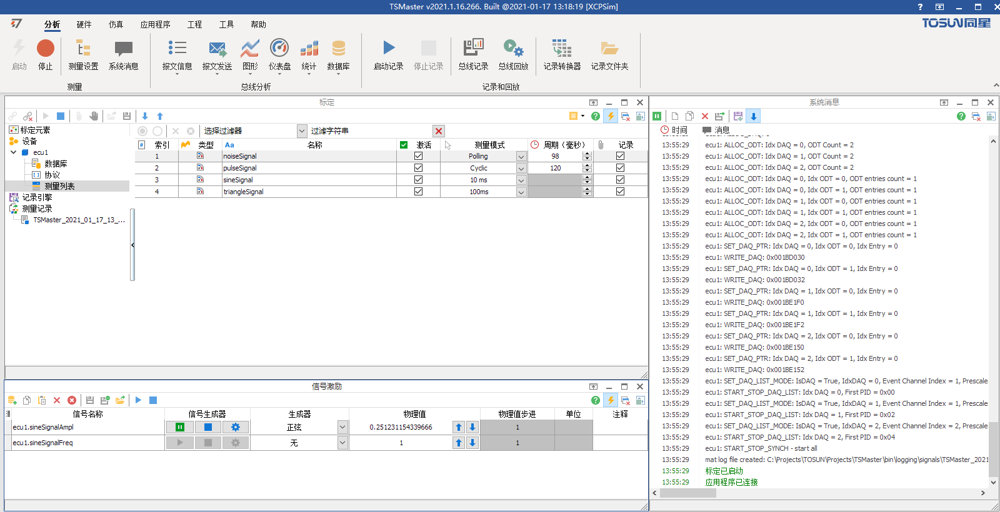 TSMaster v2021.1.16.266. Built @2021-01-17 13:18:19 [XCPSim]
分析 硬件 仿真 应用程序 工程 工具 帮助
TOSUN同星
启动 停止 测量设置 系统消息 报文信息 报文发送 图形 仪表盘 统计 数据库 启动记录 停止记录 总线记录 总线回放 记录转换器 记录文件夹
测量 总线分析 记录和回放
标定
标定元素
设备
ecu1
数据库
协议
测量列表
记录引擎
测量记录
TSMaster_2021_01_17_13_...
选择过滤器 过滤字符串
索引 类型 Aa 名称 激活 测量模式 周期（毫秒） 记录
1 noiseSignal Polling 98
2 pulseSignal Cyclic 120
3 sineSignal 10 ms
4 triangleSignal 100ms
信号激励
信号名称 信号生成器 生成器 物理值 物理值步进 单位 注释
ecu1.sineSignalAmpl 正弦 0.251231154339666 1
ecu1.sineSignalFreq 无 1 1
系统消息
时间 消息
13:55:29 ecu1: ALLOC_ODT: Idx DAQ = 0, ODT Count = 2
13:55:29 ecu1: ALLOC_ODT: Idx DAQ = 1, ODT Count = 2
13:55:29 ecu1: ALLOC_ODT: Idx DAQ = 2, ODT Count = 2
13:55:29 ecu1: ALLOC_ODT: Idx DAQ = 0, Idx ODT = 0, ODT entries count = 1
13:55:29 ecu1: ALLOC_ODT: Idx DAQ = 0, Idx ODT = 1, ODT entries count = 1
13:55:29 ecu1: ALLOC_ODT: Idx DAQ = 1, Idx ODT = 0, ODT entries count = 1
13:55:29 ecu1: ALLOC_ODT: Idx DAQ = 1, Idx ODT = 1, ODT entries count = 1
13:55:29 ecu1: ALLOC_ODT: Idx DAQ = 2, Idx ODT = 0, ODT entries count = 1
13:55:29 ecu1: ALLOC_ODT: Idx DAQ = 2, Idx ODT = 1, ODT entries count = 1
13:55:29 ecu1: SET_DAQ_PTR: Idx DAQ = 0, Idx ODT = 0, Idx Entry = 0
13:55:29 ecu1: WRITE_DAQ: 0x001BD030
13:55:29 ecu1: SET_DAQ_PTR: Idx DAQ = 0, Idx ODT = 1, Idx Entry = 0
13:55:29 ecu1: WRITE_DAQ: 0x001BD032
13:55:29 ecu1: SET_DAQ_PTR: Idx DAQ = 1, Idx ODT = 0, Idx Entry = 0
13:55:29 ecu1: WRITE_DAQ: 0x001BE1F0
13:55:29 ecu1: SET_DAQ_PTR: Idx DAQ = 1, Idx ODT = 1, Idx Entry = 0
13:55:29 ecu1: WRITE_DAQ: 0x001BE1F2
13:55:29 ecu1: SET_DAQ_PTR: Idx DAQ = 2, Idx ODT = 0, Idx Entry = 0
13:55:29 ecu1: WRITE_DAQ: 0x001BE150
13:55:29 ecu1: SET_DAQ_PTR: Idx DAQ = 2, Idx ODT = 1, Idx Entry = 0
13:55:29 ecu1: WRITE_DAQ: 0x001BE152
13:55:29 ecu1: SET_DAQ_LIST_MODE: IsDAQ = True, IdxDAQ = 0, Event Channel Index = 1, Prescale
13:55:29 ecu1: START_STOP_DAQ_LIST: Idx DAQ = 0, First PID = 0x00
13:55:29 ecu1: SET_DAQ_LIST_MODE: IsDAQ = True, IdxDAQ = 1, Event Channel Index = 1, Prescale
13:55:29 ecu1: START_STOP_DAQ_LIST: Idx DAQ = 1, First PID = 0x02
13:55:29 ecu1: SET_DAQ_LIST_MODE: IsDAQ = True, IdxDAQ = 2, Event Channel Index = 2, Prescale
13:55:29 ecu1: START_STOP_DAQ_LIST: Idx DAQ = 2, First PID = 0x04
13:55:29 ecu1: START_STOP_SYNCH - start all
13:55:29 mat log file created: C:\Projects\TOSUN\Projects\TSMaster\bin\logging\signals\TSMaster_2021
13:55:29 标定已启动
13:55:29 应用程序已连接